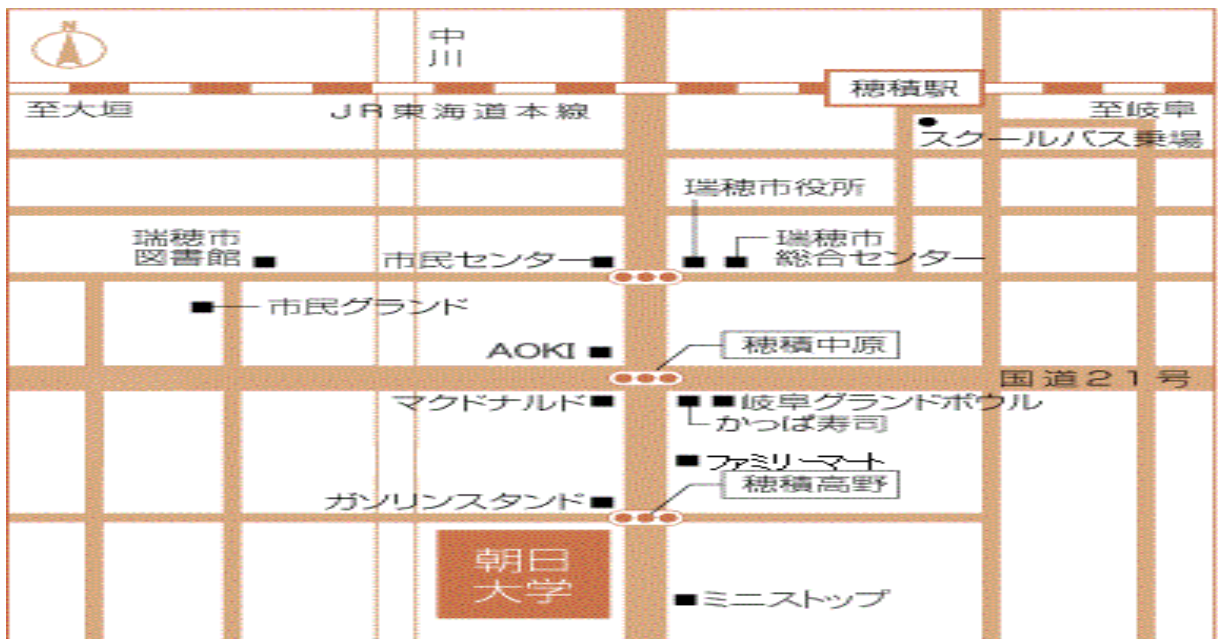 N
中
川
穂積駅
至大垣
JR東海道本線
至岐阜
スクールバス乗場
瑞穂市役所
瑞穂市
図書館
市民センター
瑞穂市
総合センター
市民グランド
AOKI
穂積中原
国道21号
マクドナルド
岐阜グランドボウル
かっぱ寿司
ファミリーマート
穂積高野
ガソリンスタンド
朝日
大学
ミニストップ